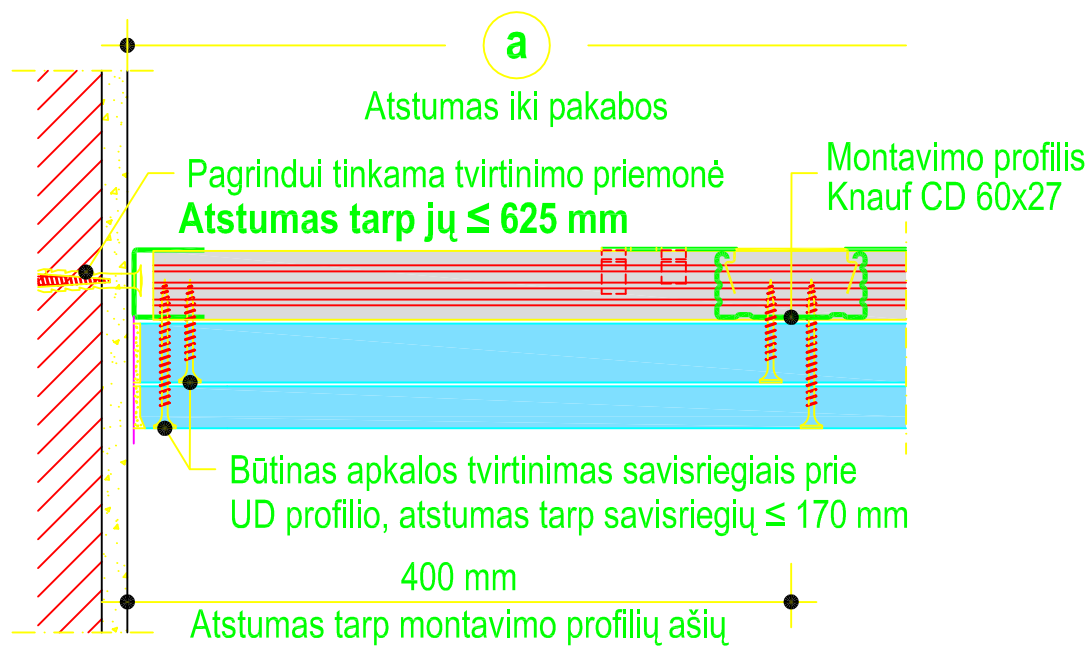 a
Atstumas iki pakabos
Pagrindui tinkama tvirtinimo priemonė
Atstumas tarp jų ≤ 625 mm
Montavimo profilis
Knauf CD 60x27
Būtinas apkalos tvirtinimas savisriegiais prie
UD profilio, atstumas tarp savisriegių ≤ 170 mm
400 mm
Atstumas tarp montavimo profilių ašių